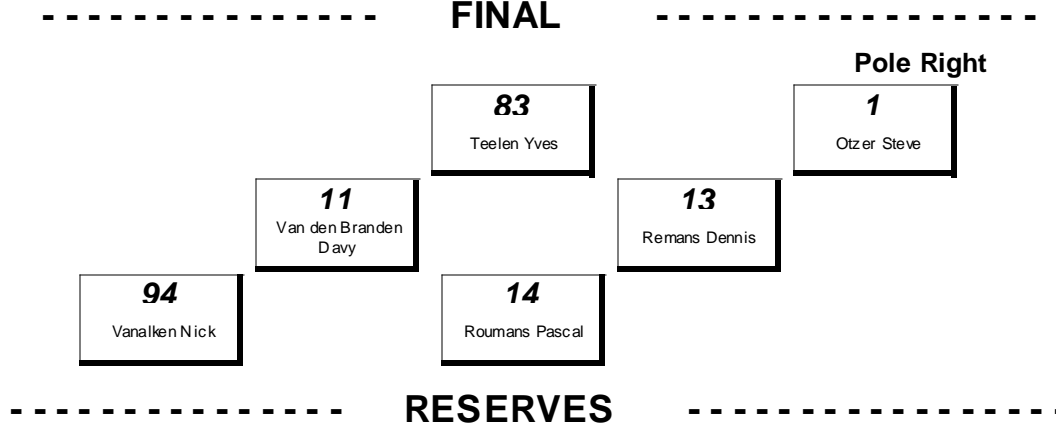 - - - - - - - - - - - - - - - - FINAL - - - - - - - - - - - - - - - - - -
Pole Right
83
Teelen Yves
1
Otzer Steve
11
Van den Branden
Davy
13
Remans Dennis
94
Vanalken Nick
14
Roumans Pascal
- - - - - - - - - - - - - - - - RESERVES - - - - - - - - - - - - - - - - - -